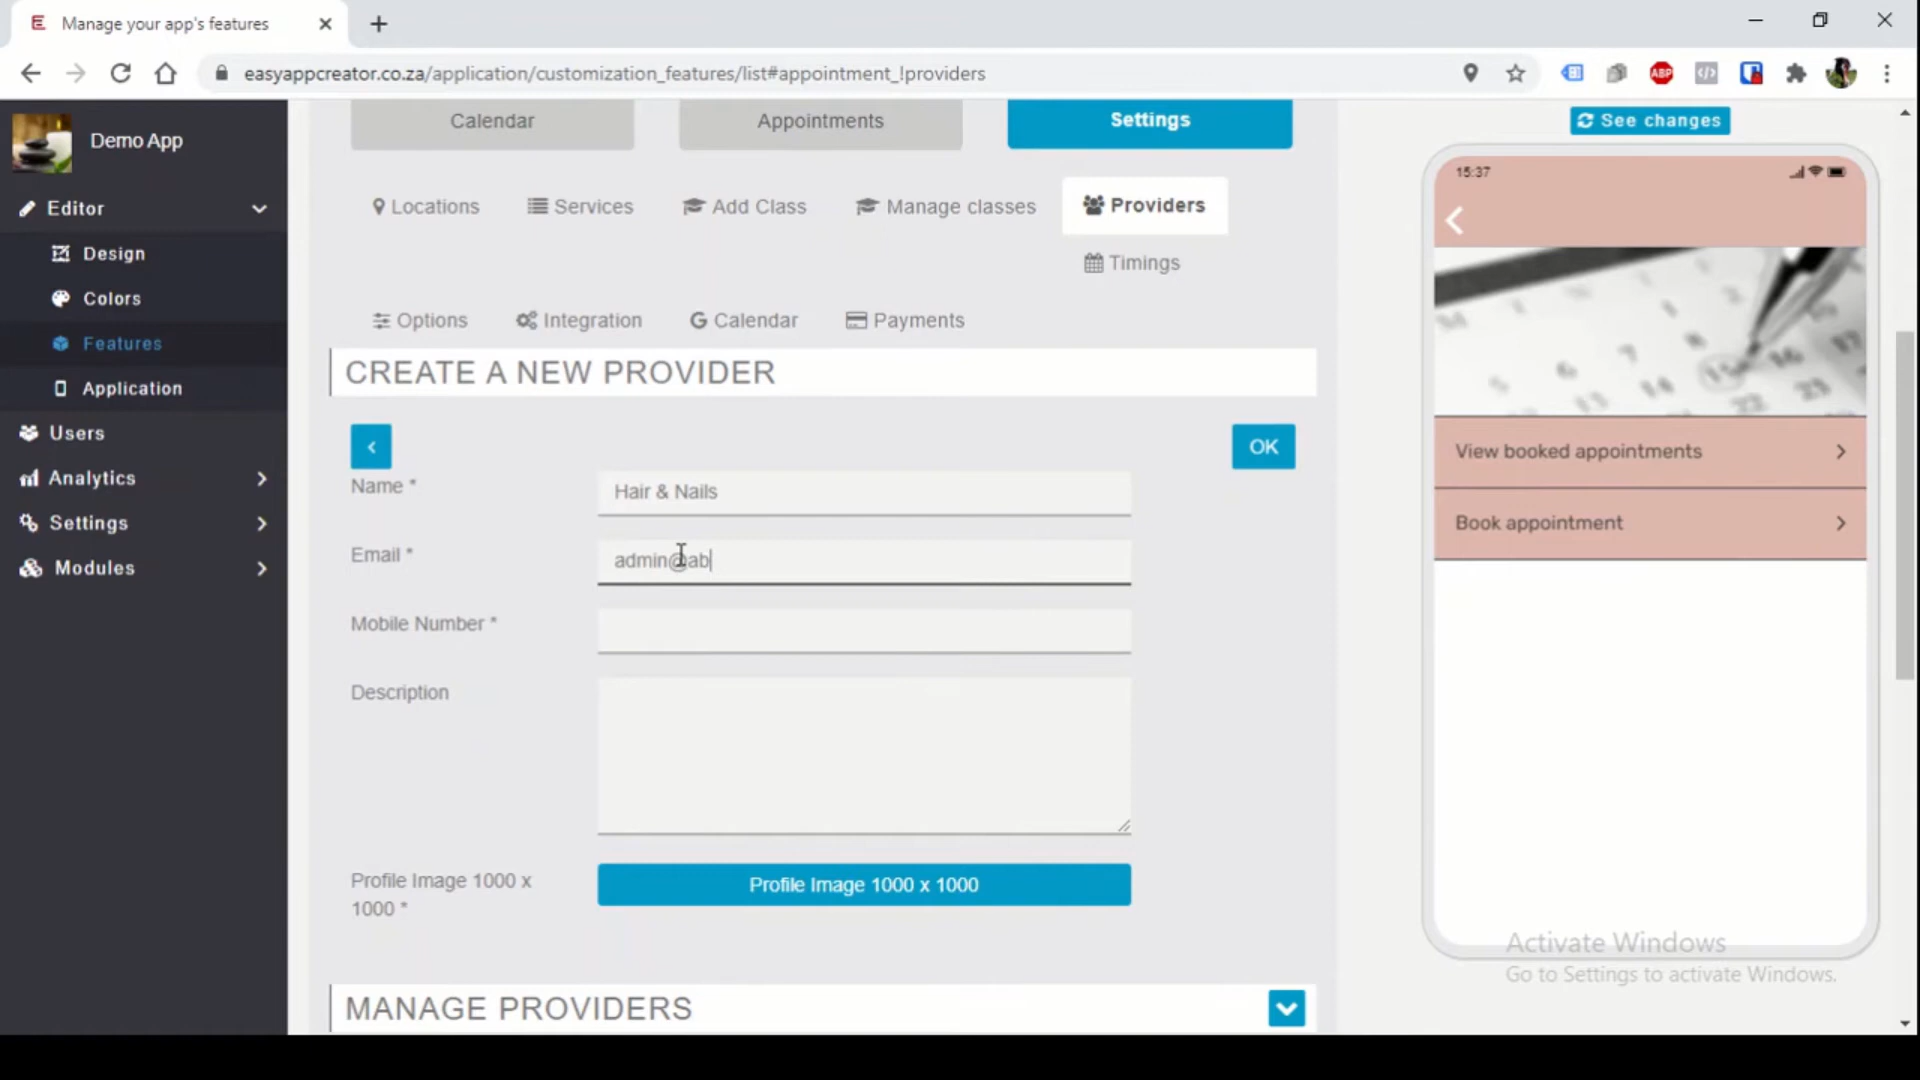 E Manage your app's features
easyappcreator.co.za/application/customization_features/list#appointment_!providers
ABP
Demo App
Editor
Design
Colors
Features
Application
Users
Analytics
Settings
Modules
Calendar
Appointments
Settings
Locations
Services
Add Class
Manage classes
Providers
Timings
Options
Integration
G Calendar
Payments
CREATE A NEW PROVIDER
<
OK
Name *
Hair & Nails
Email *
admin@ab
Mobile Number *
Description
Profile Image 1000 x
1000 *
Profile Image 1000 x 1000
MANAGE PROVIDERS
See changes
15:37
View booked appointments
Book appointment
Activate Windows
Go to Settings to activate Windows.